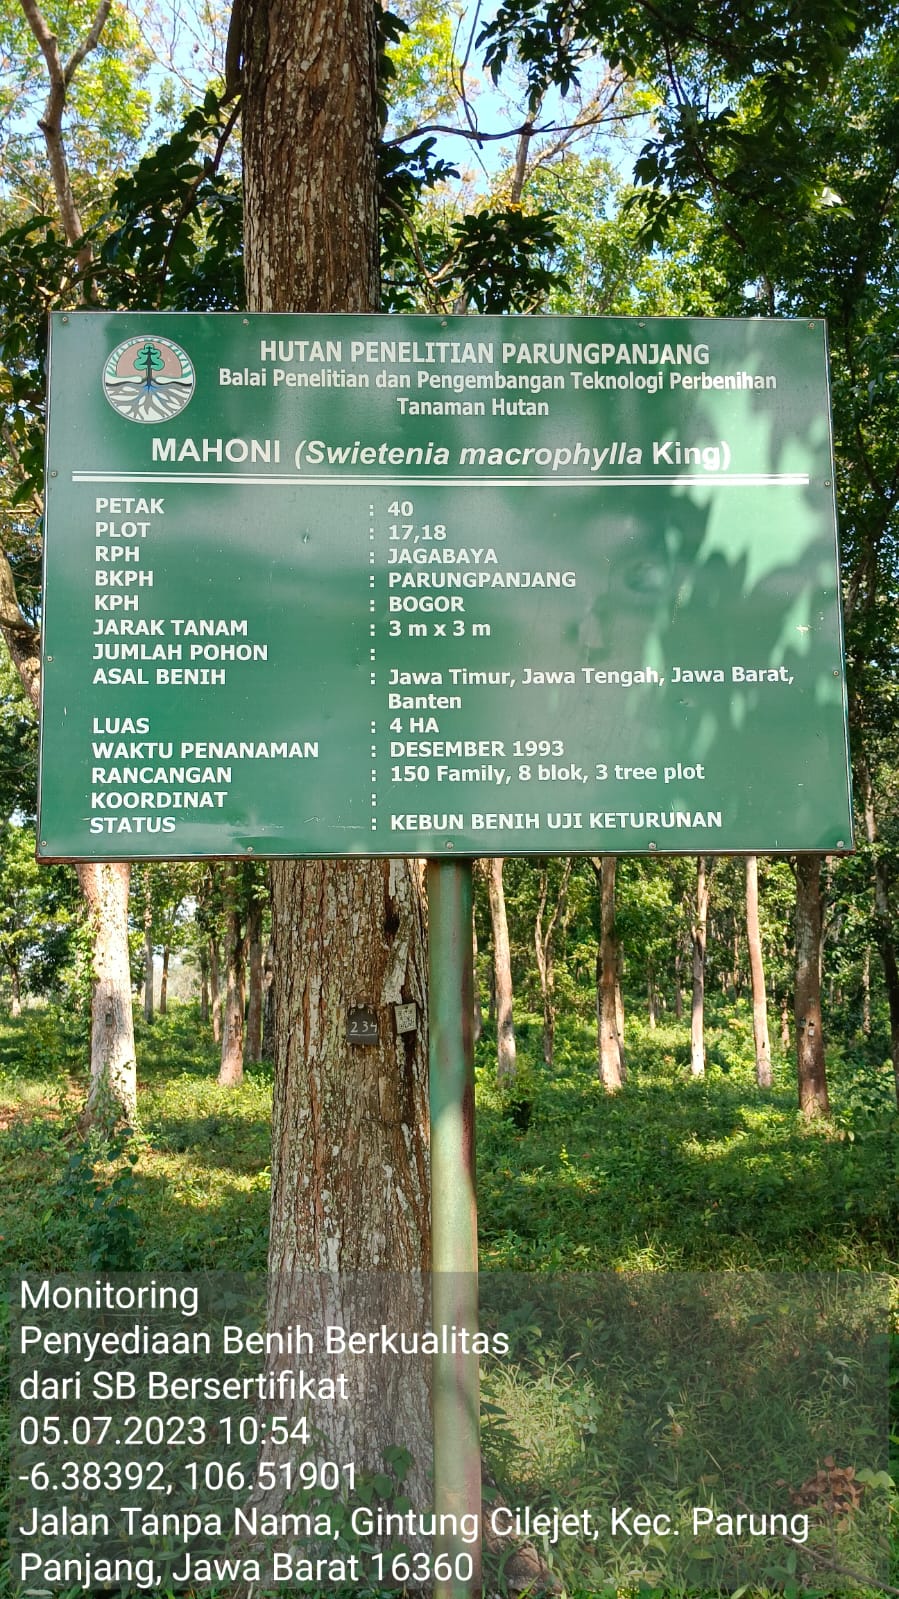 HUTAN PENELITIAN PARUNGPANJANG
Balai Penelitian dan Pengembangan Teknologi Perbenihan
Tanaman Hutan
MAHONI (Swietenia macrophylla King)
PETAK : 40
PLOT : 17,18
RPH : JAGABAYA
BKPH : PARUNGPANJANG
KPH : BOGOR
JARAK TANAM : 3 m x 3 m
JUMLAH POHON :
ASAL BENIH : Jawa Timur, Jawa Tengah, Jawa Barat,
Banten
LUAS : 4 HA
WAKTU PENANAMAN : DESEMBER 1993
RANCANGAN : 150 Family, 8 blok, 3 tree plot
KOORDINAT :
STATUS : KEBUN BENIH UJI KETURUNAN
234
Monitoring
Penyediaan Benih Berkualitas
dari SB Bersertifikat
05.07.2023 10:54
-6.38392, 106.51901
Jalan Tanpa Nama, Gintung Cilejet, Kec. Parung
Panjang, Jawa Barat 16360